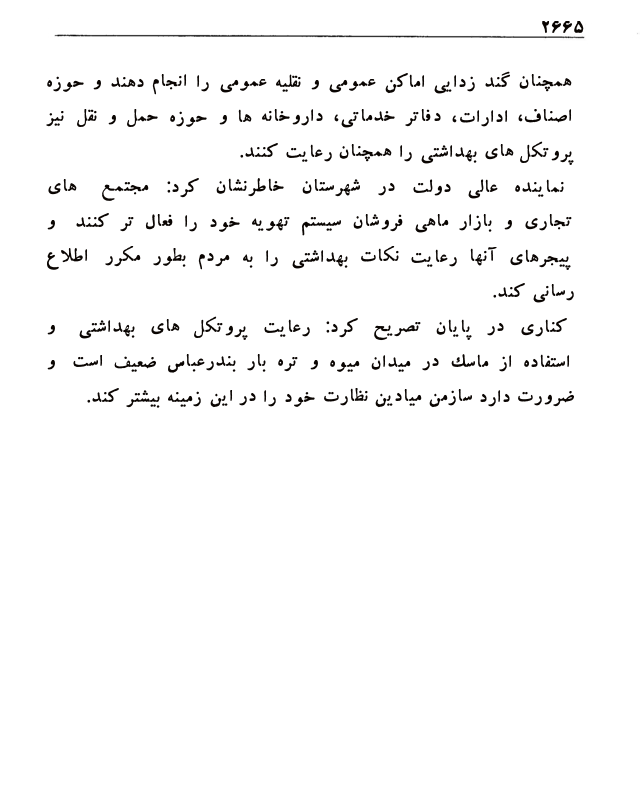 ۲۶۶۵
همچنان گند زدایی اماکن عمومی و نقلیه عمومی را انجام دهند و حوزه
اصناف، ادارات، دفاتر خدماتی، داروخانه ها و حوزه حمل و نقل نیز
پروتکل های بهداشتی را همچنان رعایت کنند.
نماینده عالی دولت در شهرستان خاطرنشان کرد: مجتمع های
تجاری و بازار ماهی فروشان سیستم تهویه خود را فعال تر کنند و
پیجرهای آنها رعایت نکات بهداشتی را به مردم بطور مکرر اطلاع
رسانی کند.
کناری در پایان تصریح کرد: رعایت پروتکل های بهداشتی و
استفاده از ماسك در میدان میوه و تره بار بندرعباس ضعیف است و
ضرورت دارد سازمن میادین نظارت خود را در این زمینه بیشتر کند.